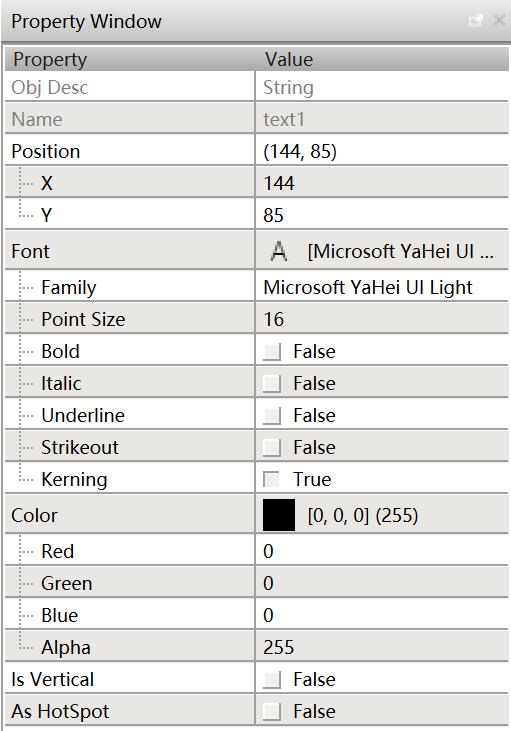 Property Window
Property Value
Obj Desc String
Name text1
Position (144, 85)
X 144
Y 85
Font A [Microsoft YaHei UI ...
Family Microsoft YaHei UI Light
Point Size 16
Bold False
Italic False
Underline False
Strikeout False
Kerning True
Color [0, 0, 0] (255)
Red 0
Green 0
Blue 0
Alpha 255
Is Vertical False
As HotSpot False